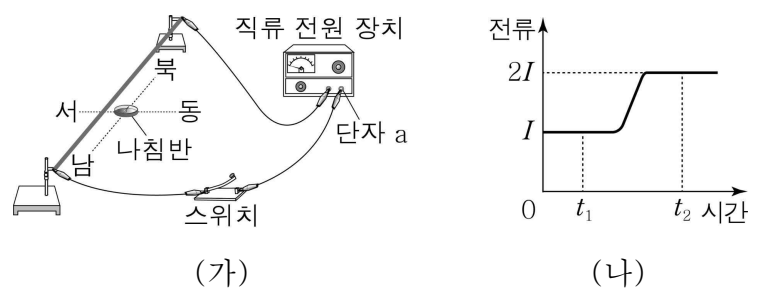 직류 전원 장치
북
서
동
남
나침반
단자 a
스위치
(가)
전류
2I
I
0
t₁
t₂
시간
(나)